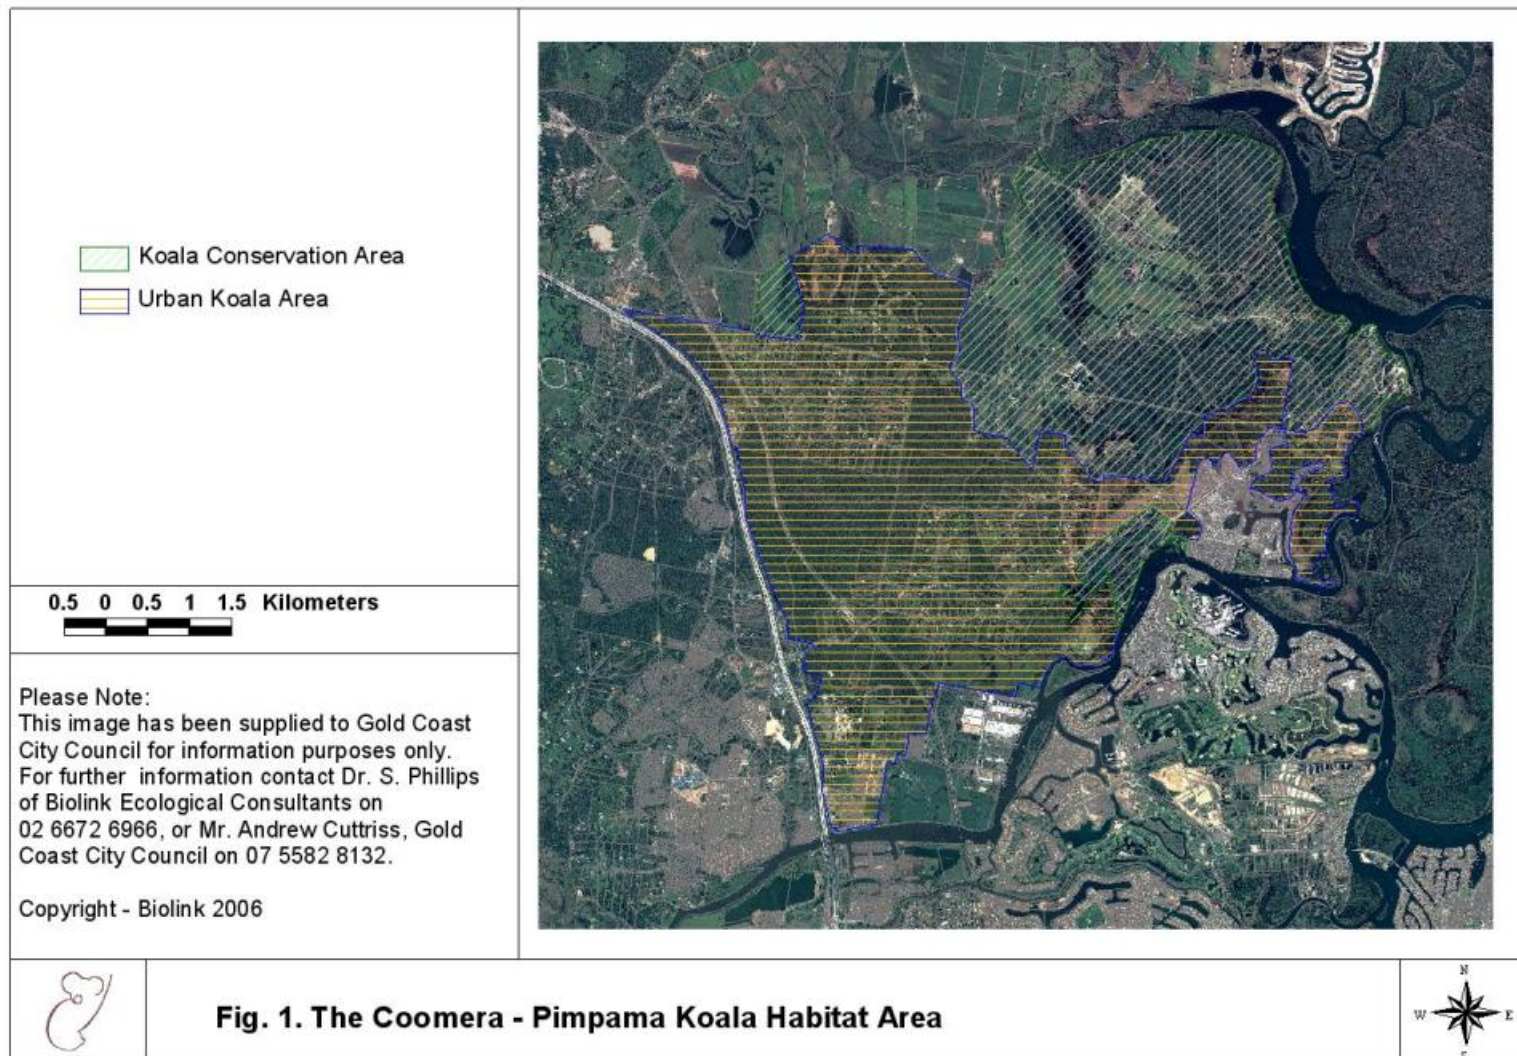 Koala Conservation Area
Urban Koala Area
0.5 0 0.5 1 1.5 Kilometers
Please Note:
This image has been supplied to Gold Coast
City Council for information purposes only.
For further information contact Dr. S. Phillips
of Biolink Ecological Consultants on
02 6672 6966, or Mr. Andrew Cuttriss, Gold
Coast City Council on 07 5582 8132.
Copyright - Biolink 2006
Fig. 1. The Coomera - Pimpama Koala Habitat Area
N
W E
S